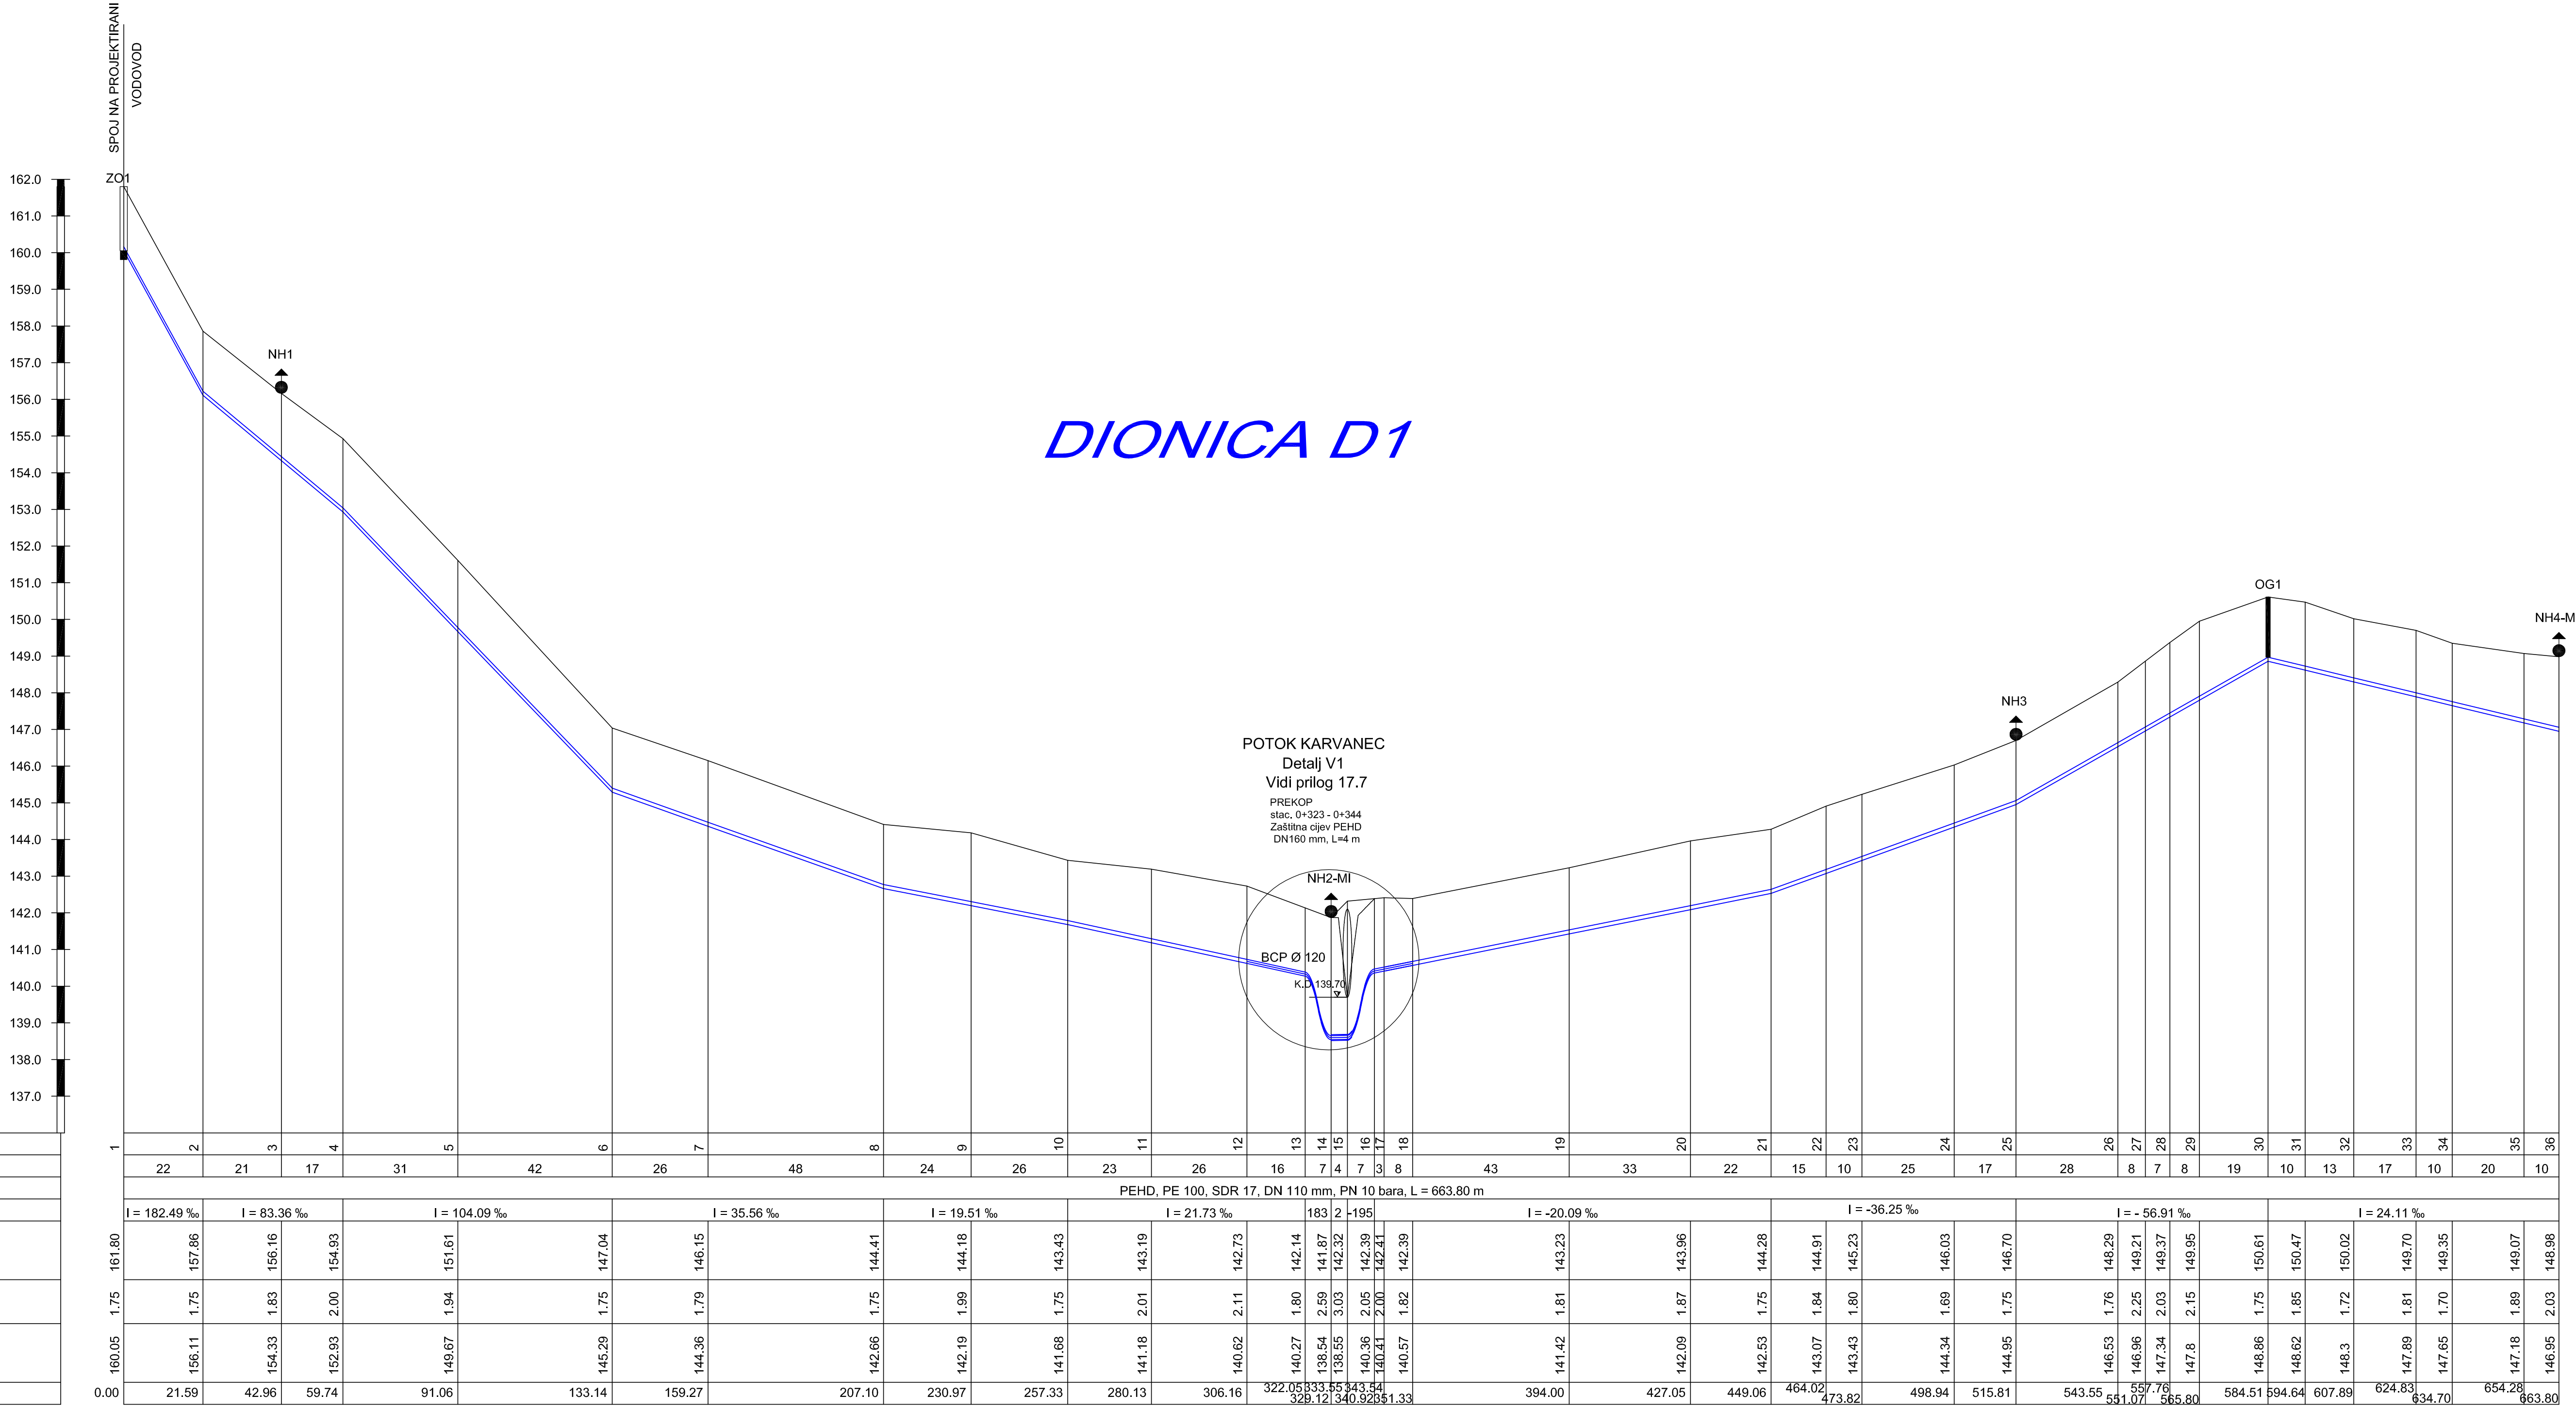 SPOJ NA PROJEKTIRANI
VODOVOD
ZO1
162.0
161.0
160.0
159.0
158.0
157.0
156.0
155.0
154.0
153.0
152.0
151.0
150.0
149.0
148.0
147.0
146.0
145.0
144.0
143.0
142.0
141.0
140.0
139.0
138.0
137.0
NH1
DIONICA D1
POTOK KARVANEC
Detalj V1
Vidi prilog 17.7
PREKOP
stac. 0+323 - 0+344
Zaštitna cijev PEHD
DN160 mm, L=4 m
NH2-MI
BCP Ø 120
K.D 139.70
NH3
OG1
NH4-M
1 2 3 4 5 6 7 8 9 10 11 12 13 14 15 16 17 18 19 20 21 22 23 24 25 26 27 28 29 30 31 32 33 34 35 36
22 21 17 31 42 26 48 24 26 23 26 16 7 4 7 3 8 43 33 22 15 10 25 17 28 8 7 8 19 10 13 17 10 20 10
PEHD, PE 100, SDR 17, DN 110 mm, PN 10 bara, L = 663.80 m
I = 182.49 ‰ I = 83.36 ‰ I = 104.09 ‰ I = 35.56 ‰ I = 19.51 ‰ I = 21.73 ‰ 183 2 -195 I = -20.09 ‰ I = -36.25 ‰ I = - 56.91 ‰ I = 24.11 ‰
161.80 157.86 156.16 154.93 151.61 147.04 146.15 144.41 144.18 143.43 143.19 142.73 142.14 141.87 142.32 142.39 142.41 142.39 143.23 143.96 144.28 144.91 145.23 146.03 146.70 148.29 149.21 149.37 149.95 150.61 150.47 150.02 149.70 149.35 149.07 148.98
1.75 1.75 1.83 2.00 1.94 1.75 1.79 1.75 1.99 1.75 2.01 2.11 1.80 2.59 3.03 2.05 2.00 1.82 1.81 1.87 1.75 1.84 1.80 1.69 1.75 1.76 2.25 2.03 2.15 1.75 1.85 1.72 1.81 1.70 1.89 2.03
160.05 156.11 154.33 152.93 149.67 145.29 144.36 142.66 142.19 141.68 141.18 140.62 140.27 138.54 138.55 140.36 140.41 140.57 141.42 142.09 142.53 143.07 143.43 144.34 144.95 146.53 146.96 147.34 147.8 148.86 148.62 148.3 147.89 147.65 147.18 146.95
0.00 21.59 42.96 59.74 91.06 133.14 159.27 207.10 230.97 257.33 280.13 306.16 322.05 329.12 333.55 340.92 343.54 351.33 394.00 427.05 449.06 464.02 473.82 498.94 515.81 543.55 551.07 557.76 565.80 584.51 594.64 607.89 624.83 634.70 654.28 663.80